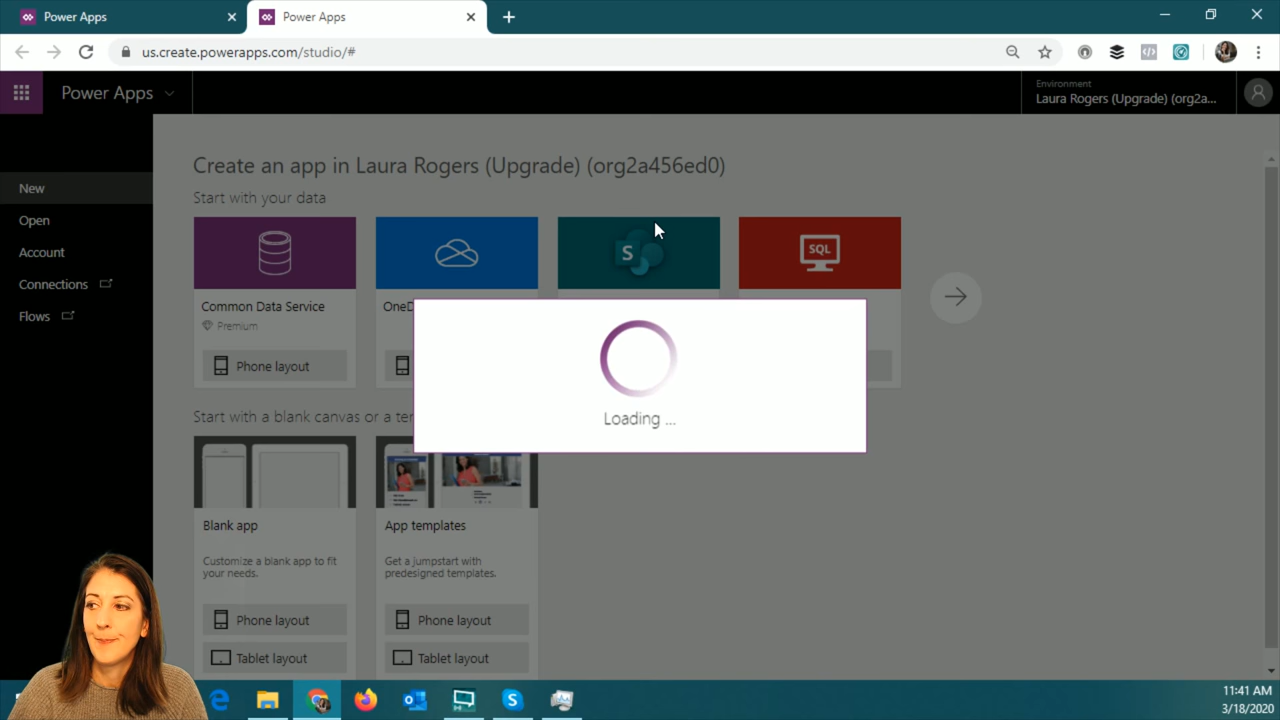 Power Apps
Power Apps
us.create.powerapps.com/studio/#
Power Apps
Environment
Laura Rogers (Upgrade) (org2a...
New
Open
Account
Connections
Flows
Create an app in Laura Rogers (Upgrade) (org2a456ed0)
Start with your data
S
SQL
Common Data Service
Premium
Phone layout
OneD
Loading ...
Start with a blank canvas or a te
Blank app
Customize a blank app to fit
your needs.
Phone layout
Tablet layout
App templates
Get a jumpstart with
predesigned templates.
Phone layout
Tablet layout
11:41 AM
3/18/2020